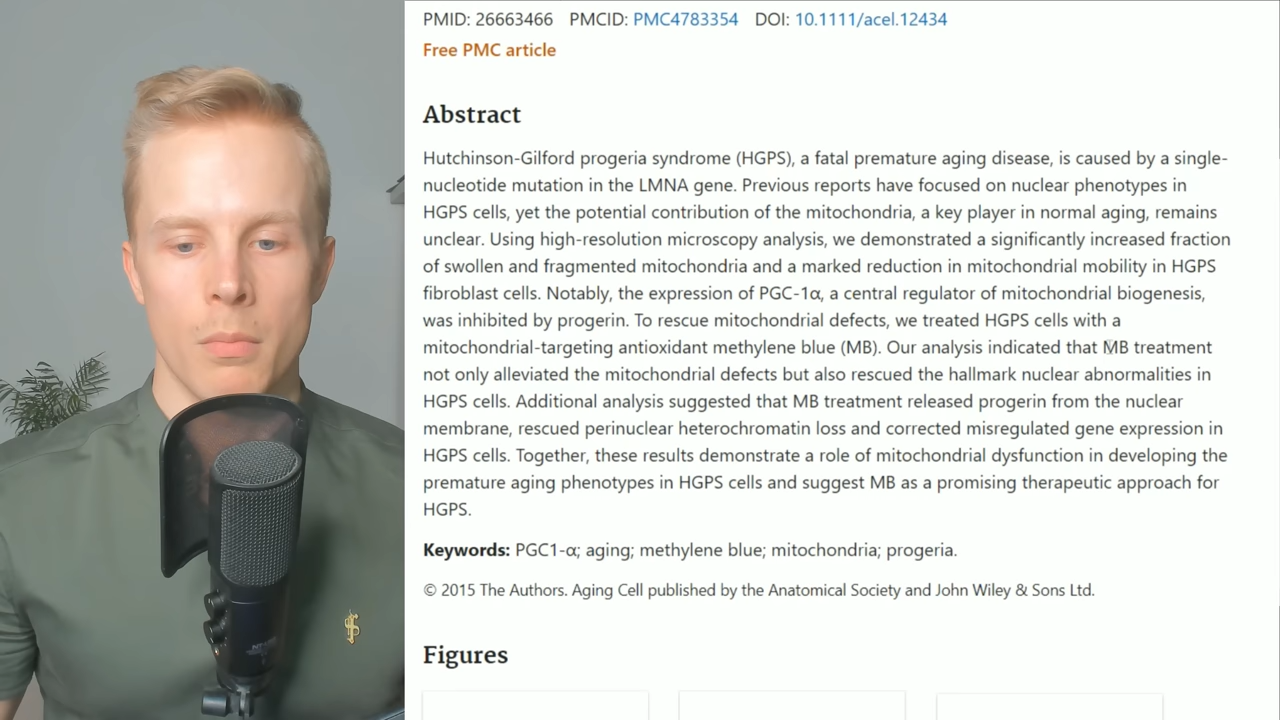 PMID: 26663466 PMCID: PMC4783354 DOI: 10.1111/acel.12434
Free PMC article
Abstract
Hutchinson-Gilford progeria syndrome (HGPS), a fatal premature aging disease, is caused by a single-
nucleotide mutation in the LMNA gene. Previous reports have focused on nuclear phenotypes in
HGPS cells, yet the potential contribution of the mitochondria, a key player in normal aging, remains
unclear. Using high-resolution microscopy analysis, we demonstrated a significantly increased fraction
of swollen and fragmented mitochondria and a marked reduction in mitochondrial mobility in HGPS
fibroblast cells. Notably, the expression of PGC-1α, a central regulator of mitochondrial biogenesis,
was inhibited by progerin. To rescue mitochondrial defects, we treated HGPS cells with a
mitochondrial-targeting antioxidant methylene blue (MB). Our analysis indicated that MB treatment
not only alleviated the mitochondrial defects but also rescued the hallmark nuclear abnormalities in
HGPS cells. Additional analysis suggested that MB treatment released progerin from the nuclear
membrane, rescued perinuclear heterochromatin loss and corrected misregulated gene expression in
HGPS cells. Together, these results demonstrate a role of mitochondrial dysfunction in developing the
premature aging phenotypes in HGPS cells and suggest MB as a promising therapeutic approach for
HGPS.
Keywords: PGC1-α; aging; methylene blue; mitochondria; progeria.
© 2015 The Authors. Aging Cell published by the Anatomical Society and John Wiley & Sons Ltd.
Figures